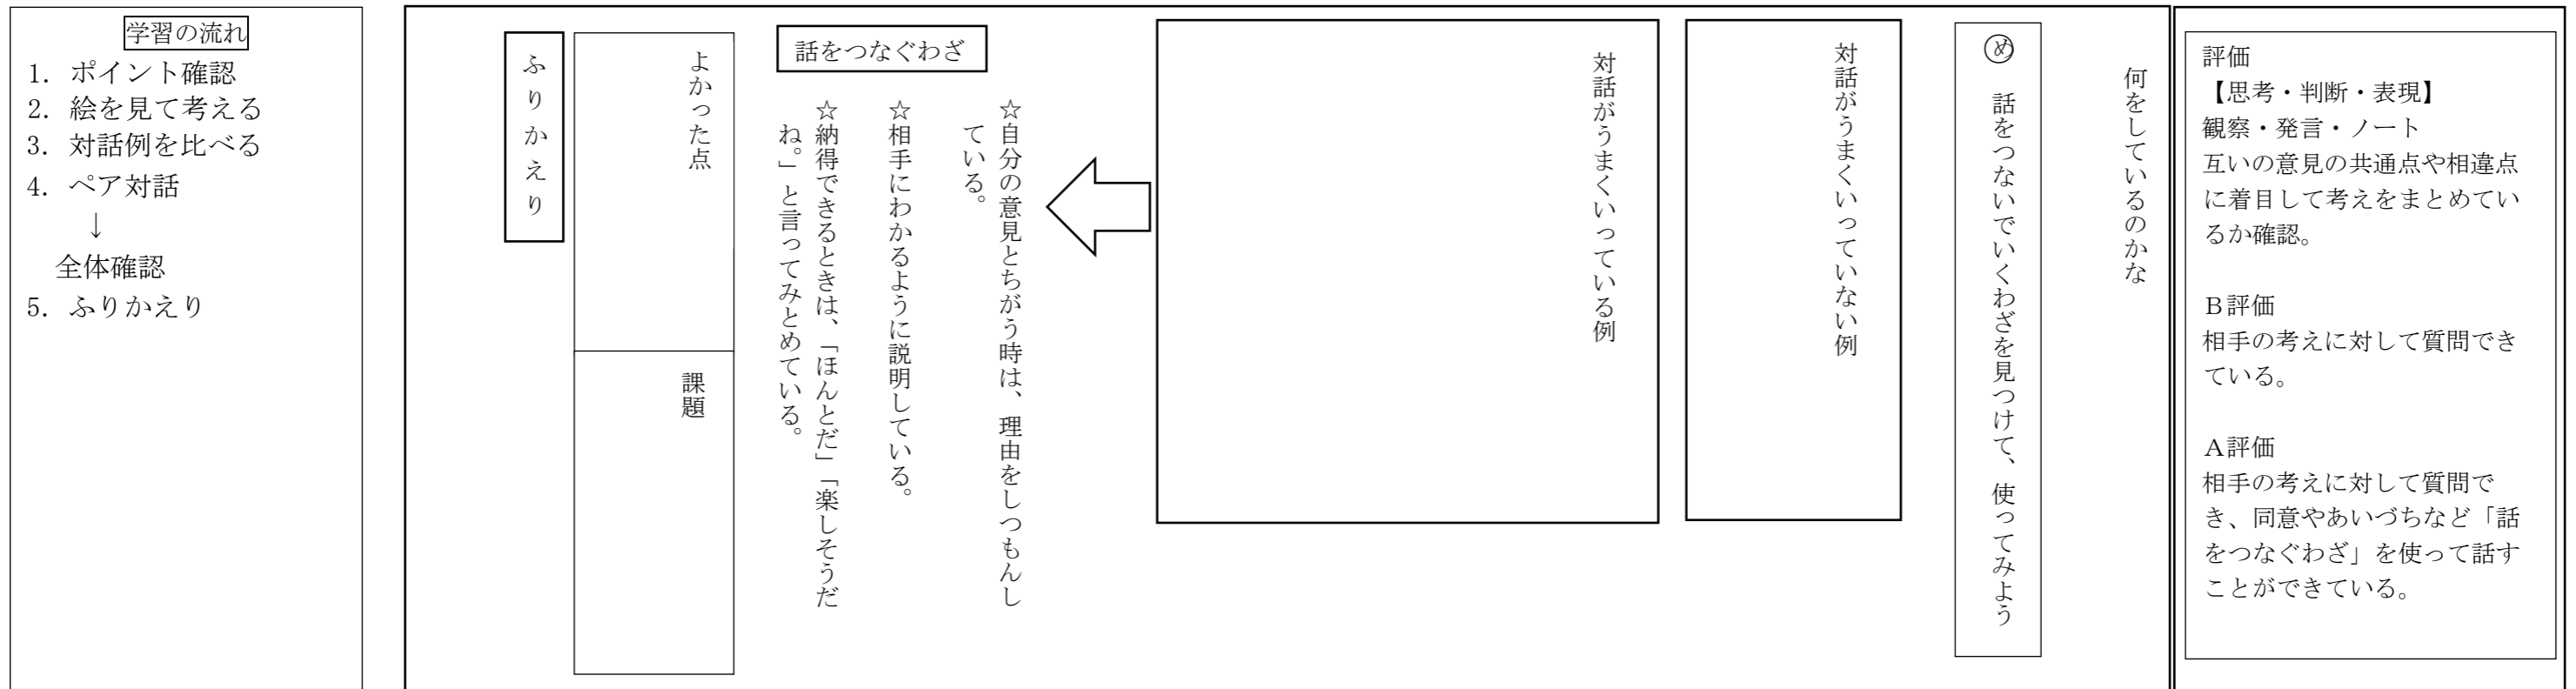 学習の流れ
1. ポイント確認
2. 絵を見て考える
3. 対話例を比べる
4. ペア対話
↓
全体確認
5. ふりかえり
何をしているのかな
め 話をつないでいくわざを見つけて、使ってみよう
対話がうまくいっていない例
対話がうまくいっている例
話をつなぐわざ
☆自分の意見とちがう時は、理由をしつもんし
ている。
☆相手にわかるように説明している。
☆納得できるときは、「ほんとだ」「楽しそうだ
ね。」と言ってみとめている。
よかった点
課題
ふりかえり
評価
【思考・判断・表現】
観察・発言・ノート
互いの意見の共通点や相違点
に着目して考えをまとめてい
るか確認。
B評価
相手の考えに対して質問でき
ている。
A評価
相手の考えに対して質問で
き、同意やあいづちなど「話
をつなぐわざ」を使って話す
ことができている。